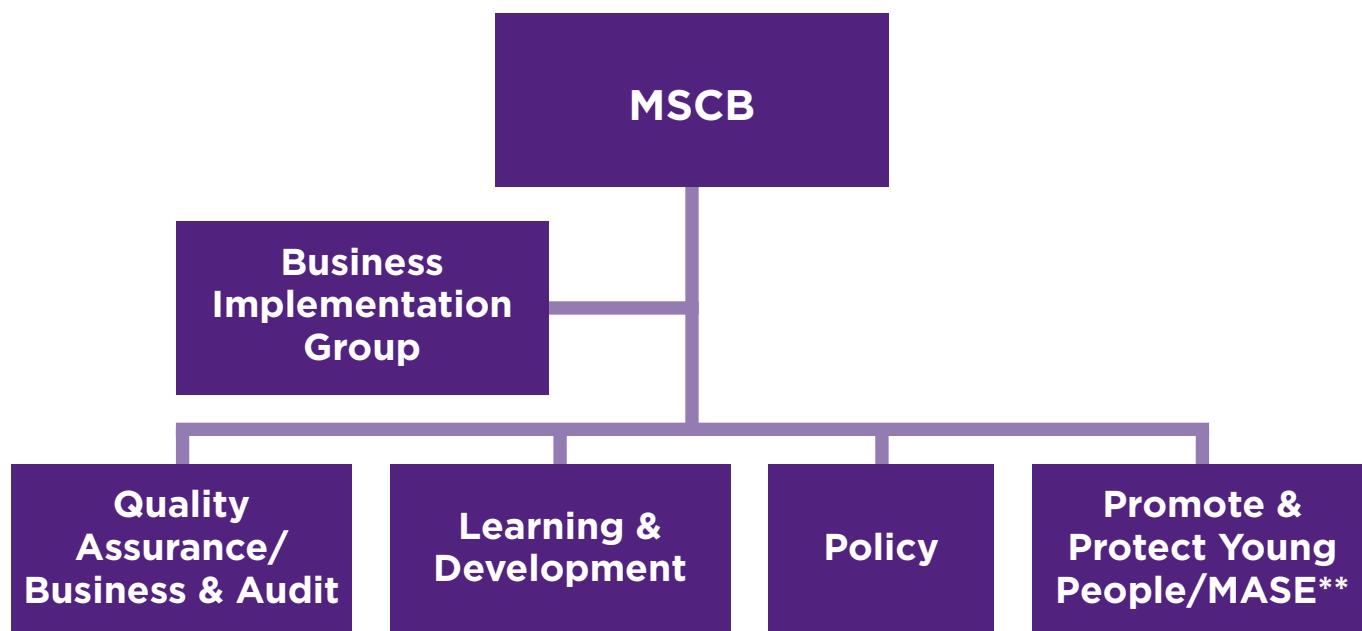 MSCB
Business
Implementation
Group
Quality
Assurance/
Business & Audit
Learning &
Development
Policy
Promote &
Protect Young
People/MASE**